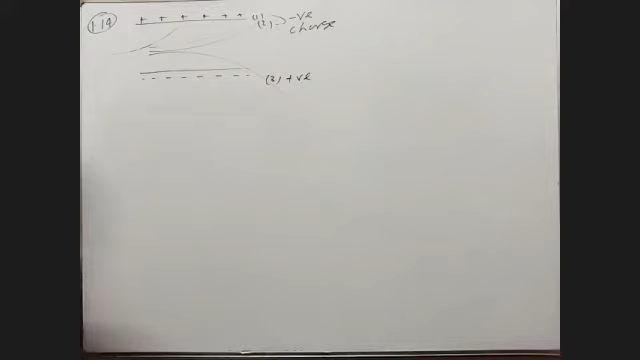 1.14
+ + + + + +
(1) -ve
(2) charge
- - - - - - -
(3) +ve